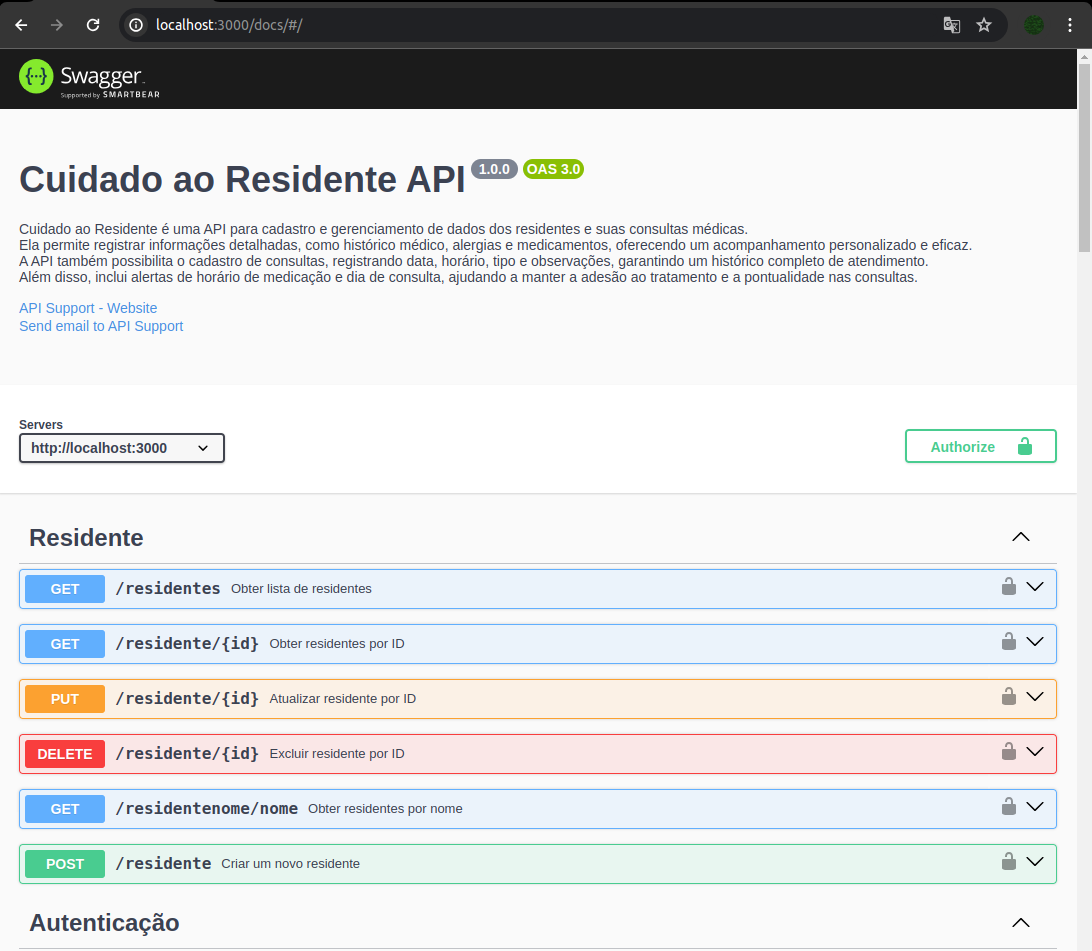 localhost:3000/docs/#/
{...} Swagger
Supported by SMARTBEAR
Cuidado ao Residente API 1.0.0 OAS 3.0
Cuidado ao Residente é uma API para cadastro e gerenciamento de dados dos residentes e suas consultas médicas.
Ela permite registrar informações detalhadas, como histórico médico, alergias e medicamentos, oferecendo um acompanhamento personalizado e eficaz.
A API também possibilita o cadastro de consultas, registrando data, horário, tipo e observações, garantindo um histórico completo de atendimento.
Além disso, inclui alertas de horário de medicação e dia de consulta, ajudando a manter a adesão ao tratamento e a pontualidade nas consultas.
API Support - Website
Send email to API Support
Servers
http://localhost:3000
Authorize
Residente
GET /residentes Obter lista de residentes
GET /residente/{id} Obter residentes por ID
PUT /residente/{id} Atualizar residente por ID
DELETE /residente/{id} Excluir residente por ID
GET /residentenome/nome Obter residentes por nome
POST /residente Criar um novo residente
Autenticação